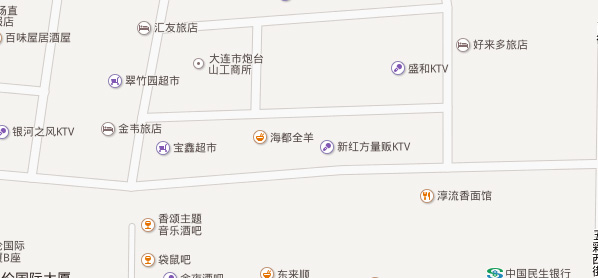 汇友旅店
百味屋居酒屋
好来多旅店
大连市炮台
山工商所
盛和KTV
翠竹园超市
银河之风KTV
金韦旅店
宝鑫超市
海都全羊
新红方量贩KTV
淳流香面馆
香颂主题
音乐酒吧
袋鼠吧
东来顺
中国民生银行
五彩西街